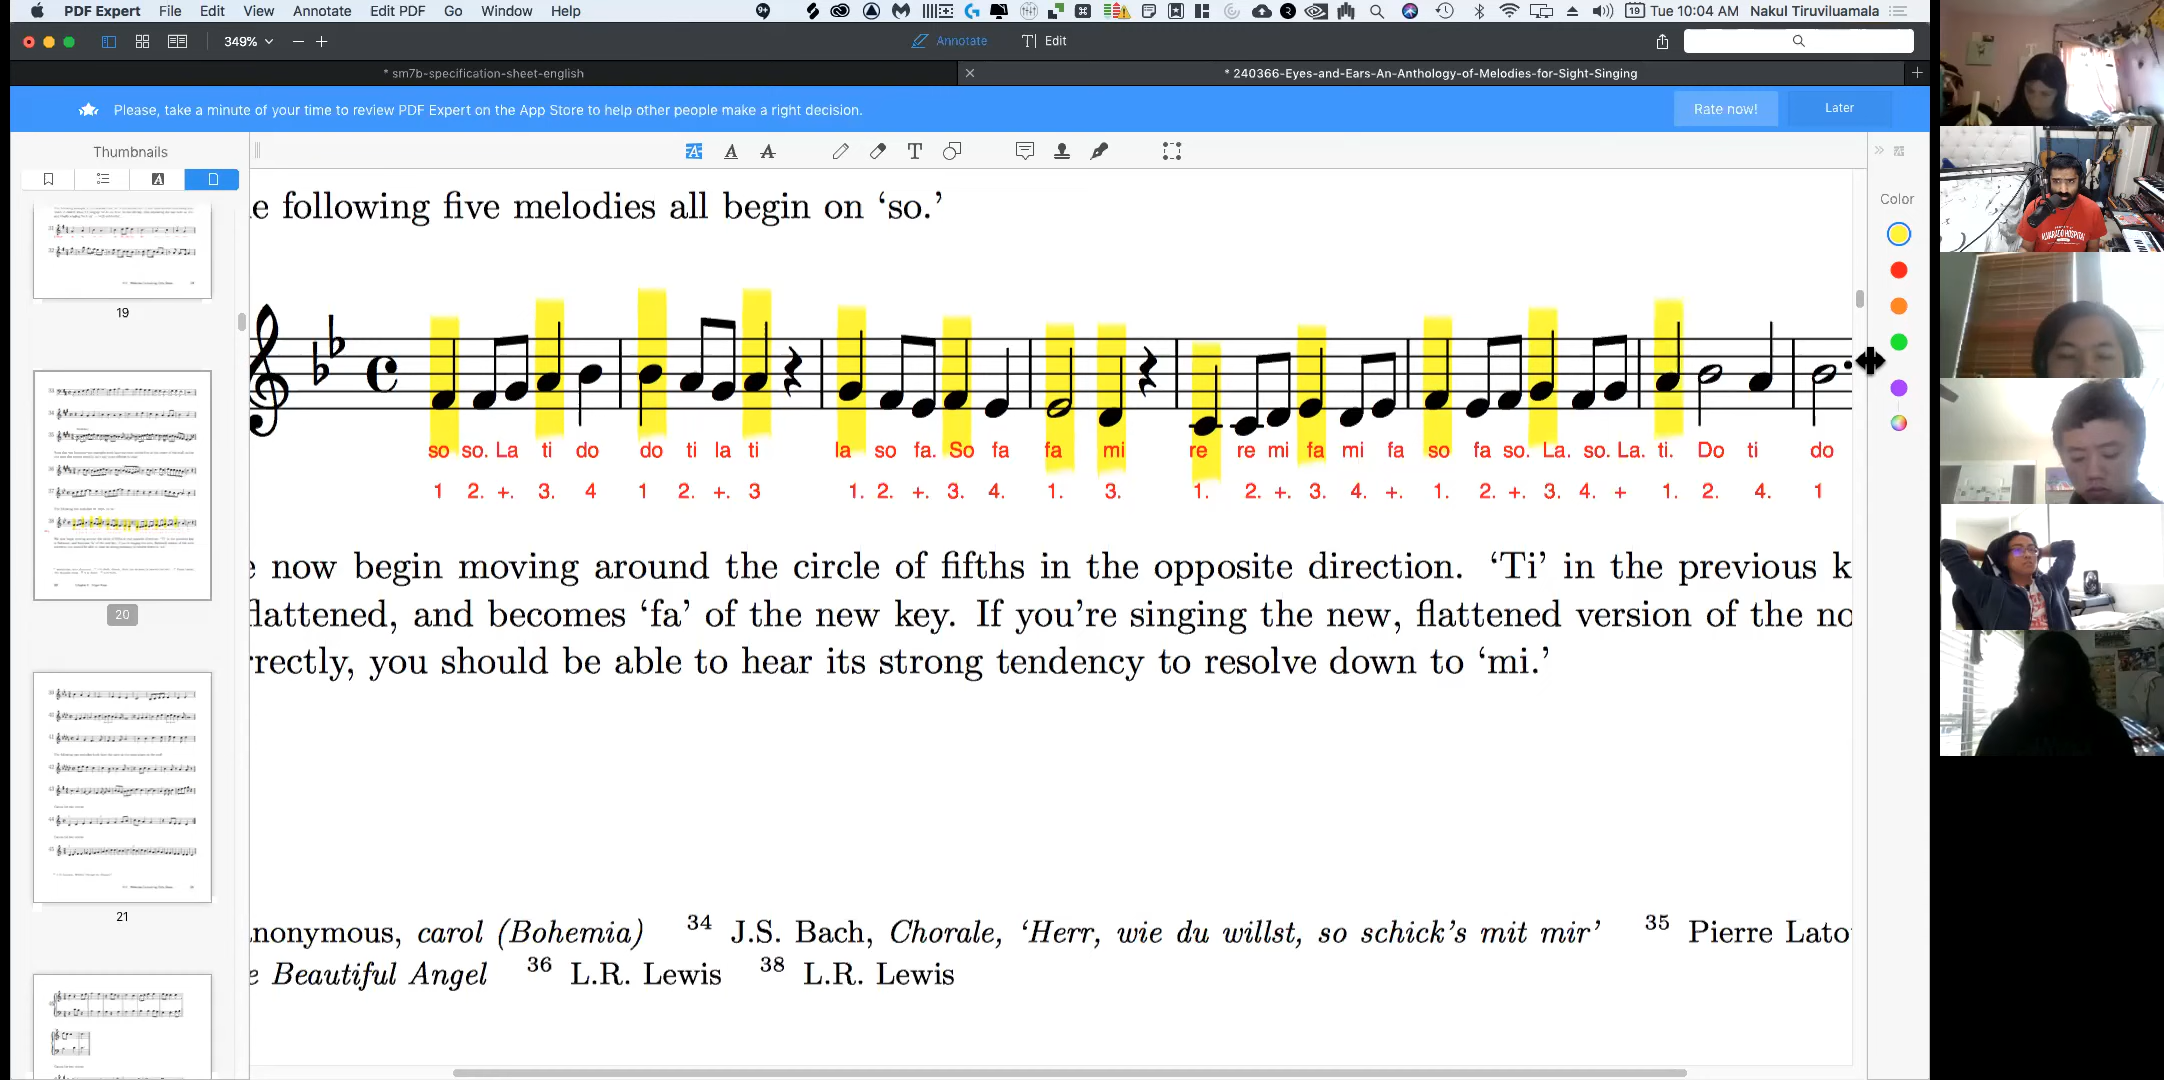 PDF Expert File Edit View Annotate Edit PDF Go Window Help Tue 10:04 AM Nakul Tiruviluamala
349% Annotate Edit
* sm7b-specification-sheet-english * 240366-Eyes-and-Ears-An-Anthology-of-Melodies-for-Sight-Singing
Please, take a minute of your time to review PDF Expert on the App Store to help other people make a right decision. Rate now! Later
Thumbnails
Color
19
20
21
e following five melodies all begin on ‘so.’
so so. La ti do do ti la ti la so fa. So fa fa mi re re mi fa mi fa so fa so. La. so. La. ti. Do ti do
1 2. +. 3. 4 1 2. +. 3 1. 2. +. 3. 4. 1. 3. 1. 2. +. 3. 4. +. 1. 2. +. 3. 4. + 1. 2. 4. 1
e now begin moving around the circle of fifths in the opposite direction. ‘Ti’ in the previous k
flattened, and becomes ‘fa’ of the new key. If you’re singing the new, flattened version of the no
rrectly, you should be able to hear its strong tendency to resolve down to ‘mi.’
nonymous, carol (Bohemia) 34 J.S. Bach, Chorale, ‘Herr, wie du willst, so schick’s mit mir’ 35 Pierre Lato
e Beautiful Angel 36 L.R. Lewis 38 L.R. Lewis